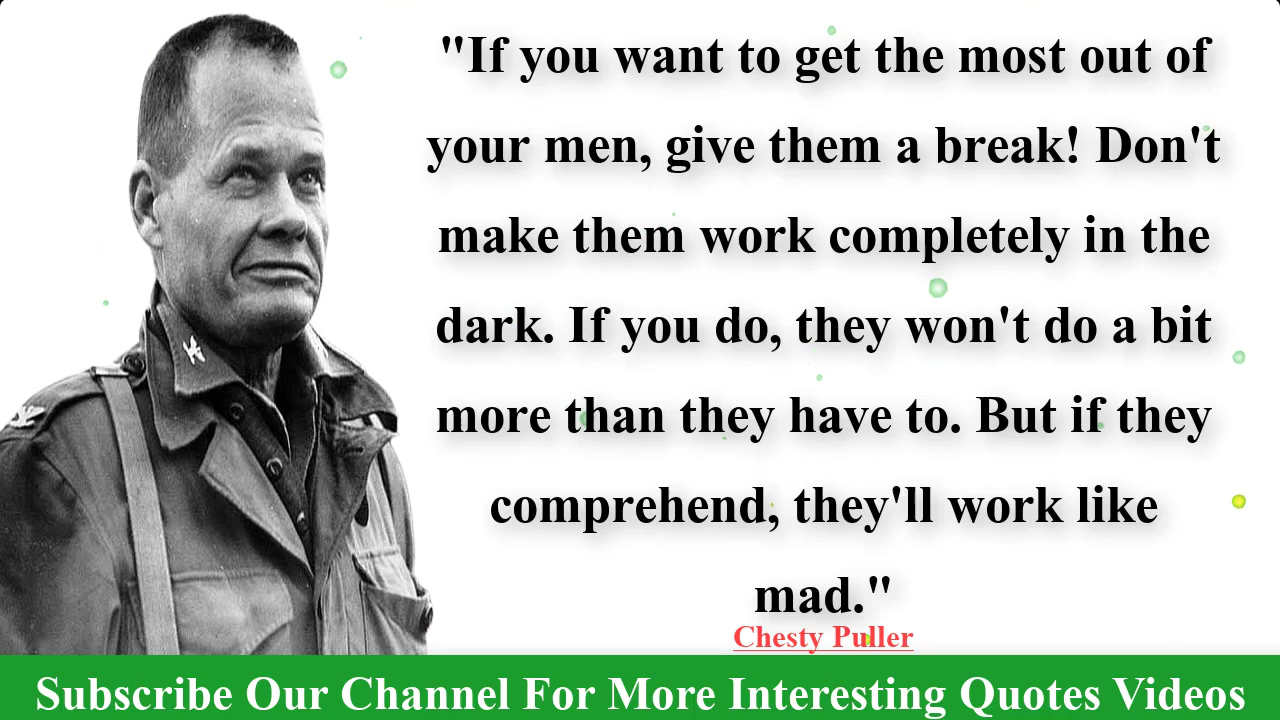 "If you want to get the most out of
your men, give them a break! Don't
make them work completely in the
dark. If you do, they won't do a bit
more than they have to. But if they
comprehend, they'll work like
mad."
Chesty Puller
Subscribe Our Channel For More Interesting Quotes Videos